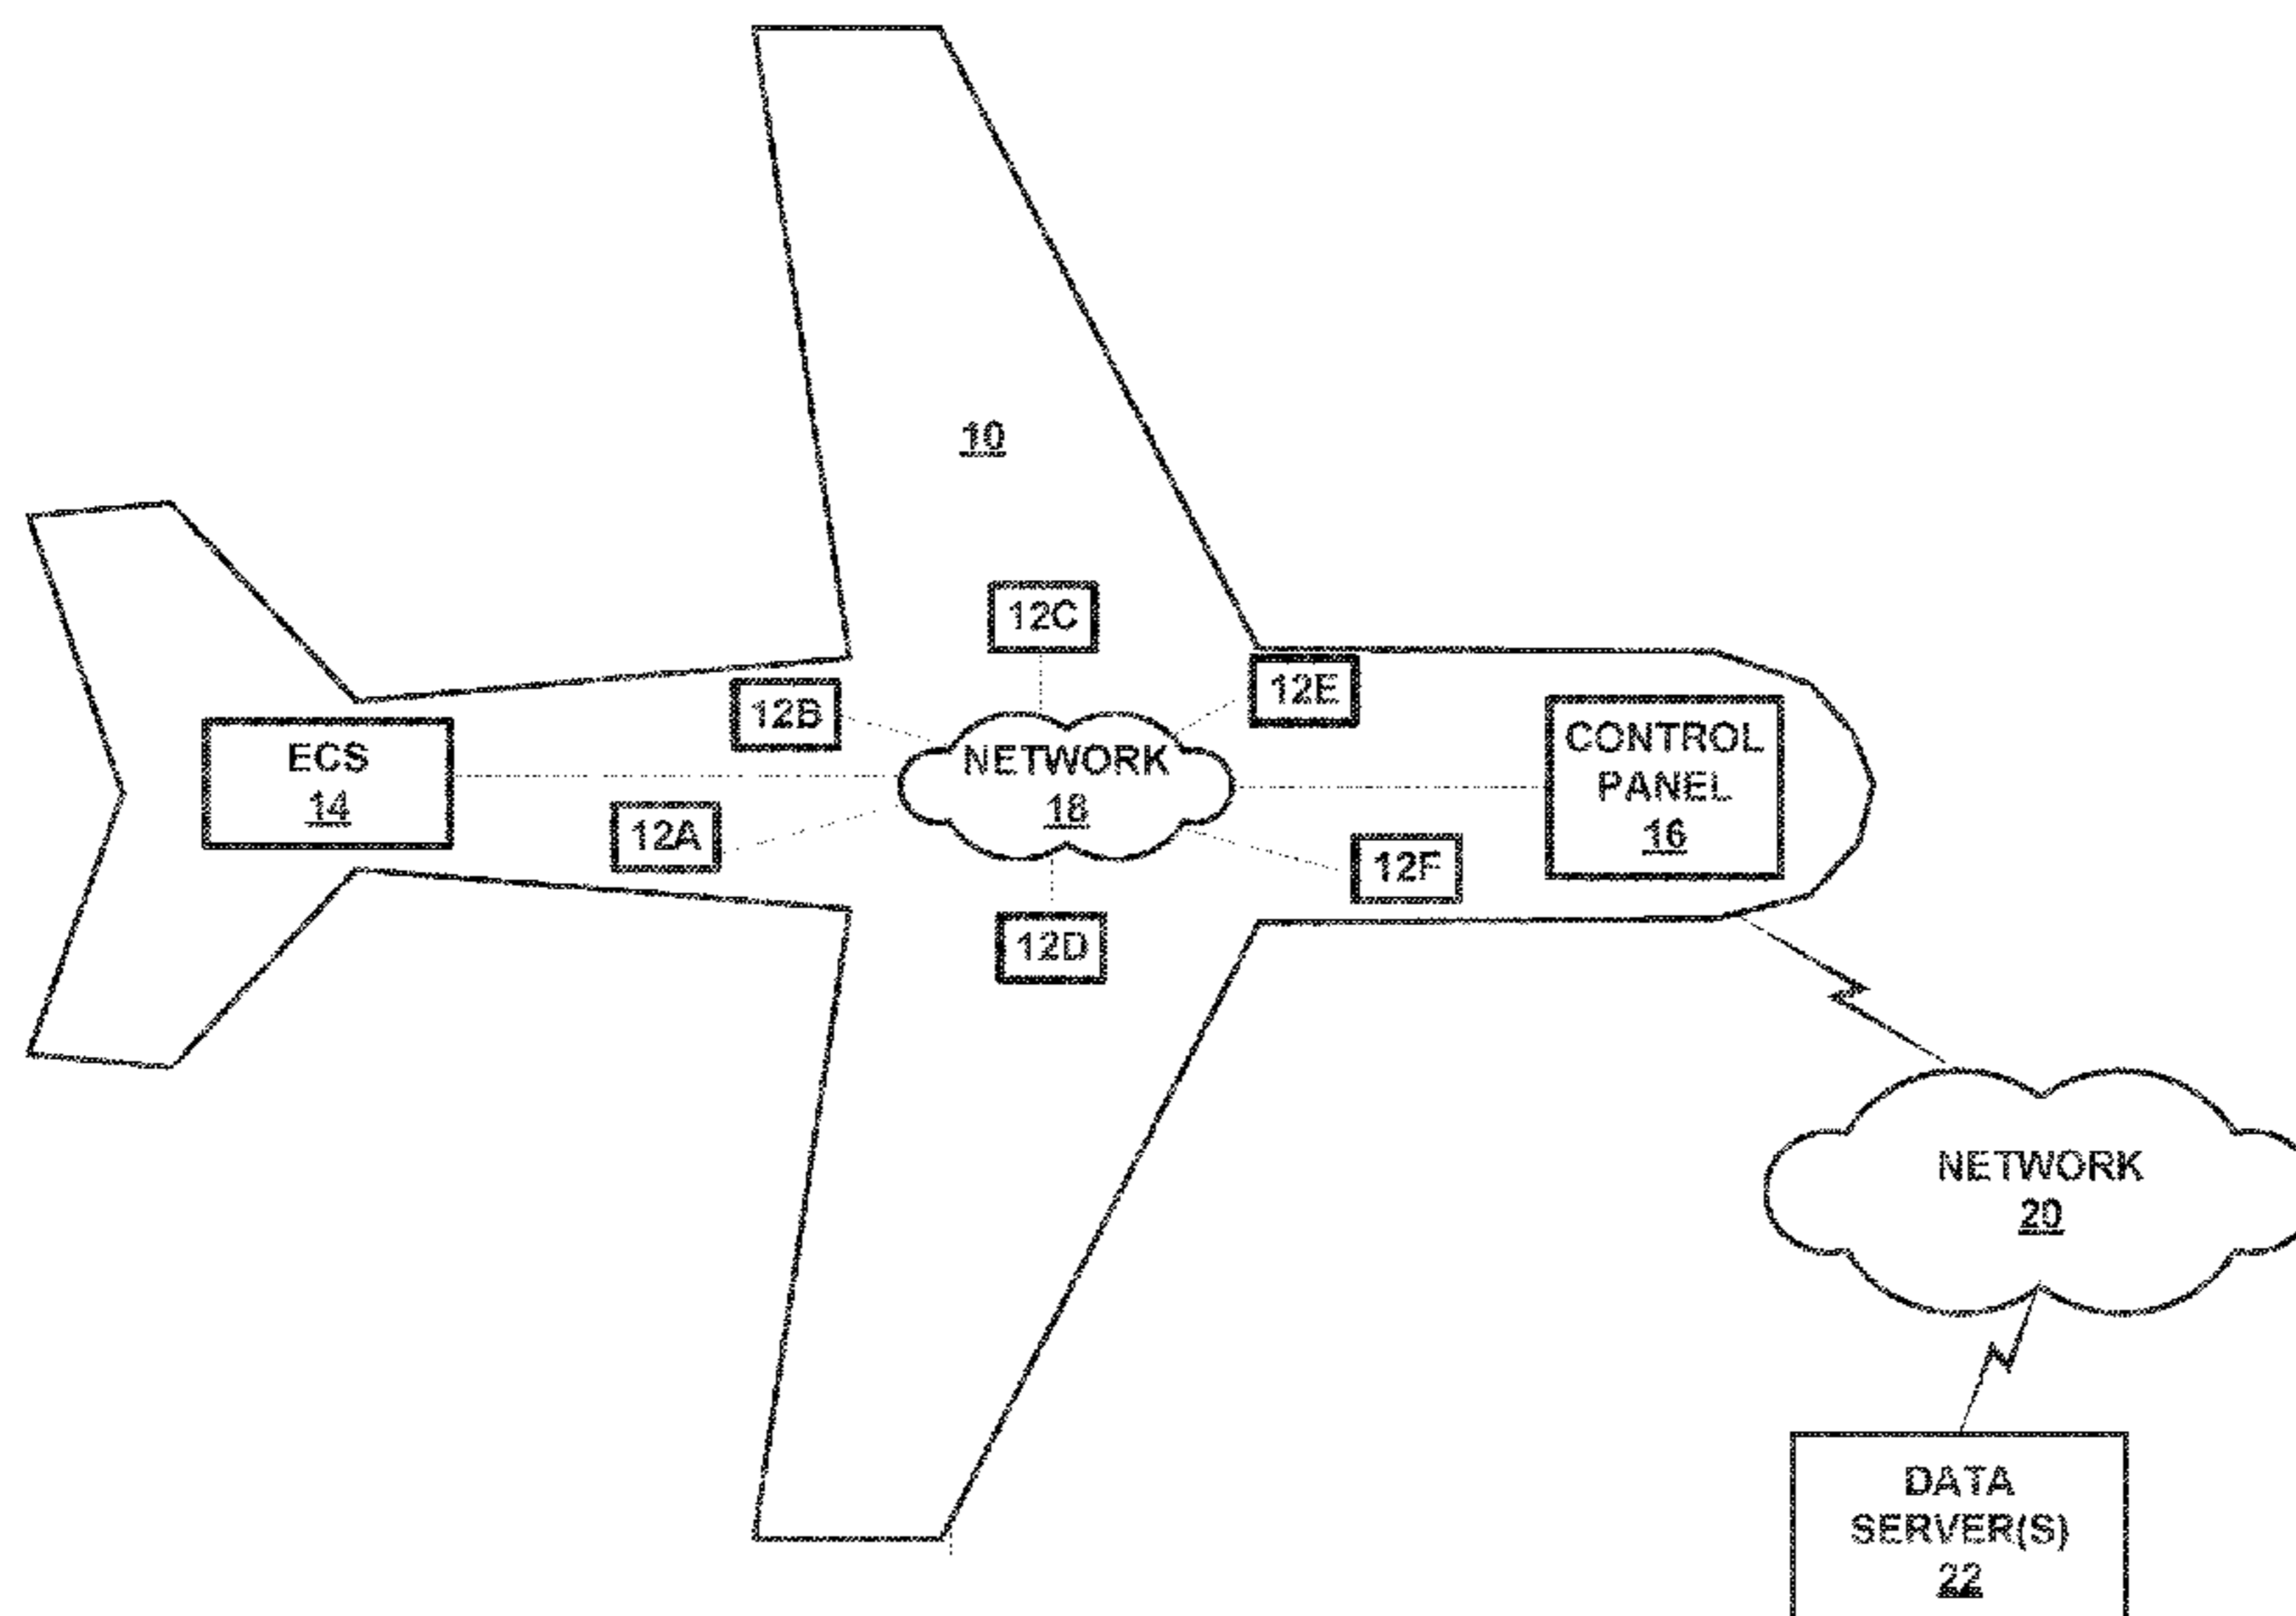 10
12C
12B
12E
ECS
14
NETWORK
18
CONTROL
PANEL
16
12A
12F
12D
NETWORK
20
DATA
SERVER(S)
22